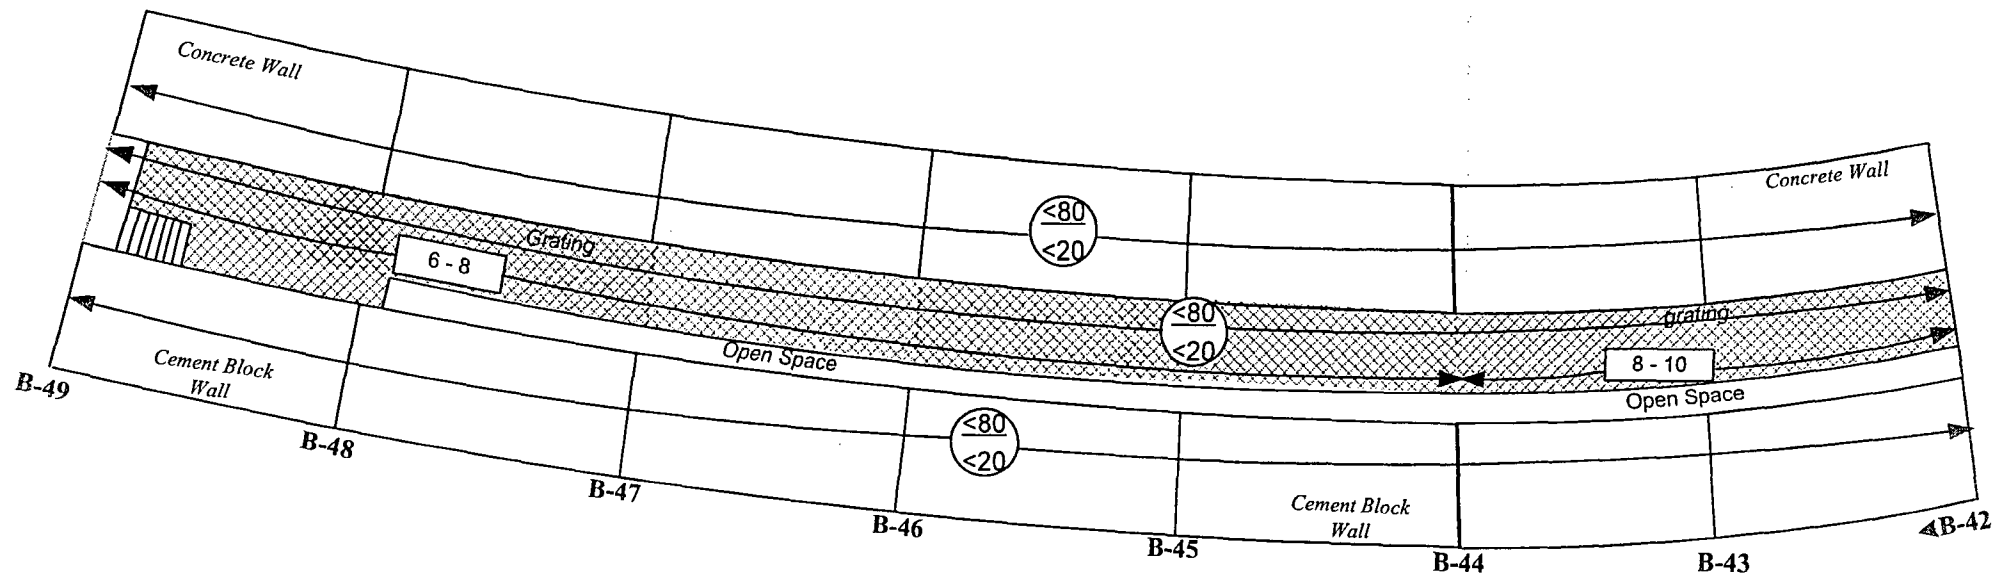 Concrete Wall
Concrete Wall
<80
<20
Grating
6 - 8
<80
<20
grating
8 - 10
Open Space
Open Space
Cement Block
Wall
<80
<20
Cement Block
Wall
B-49
B-48
B-47
B-46
B-45
B-44
B-43
B-42